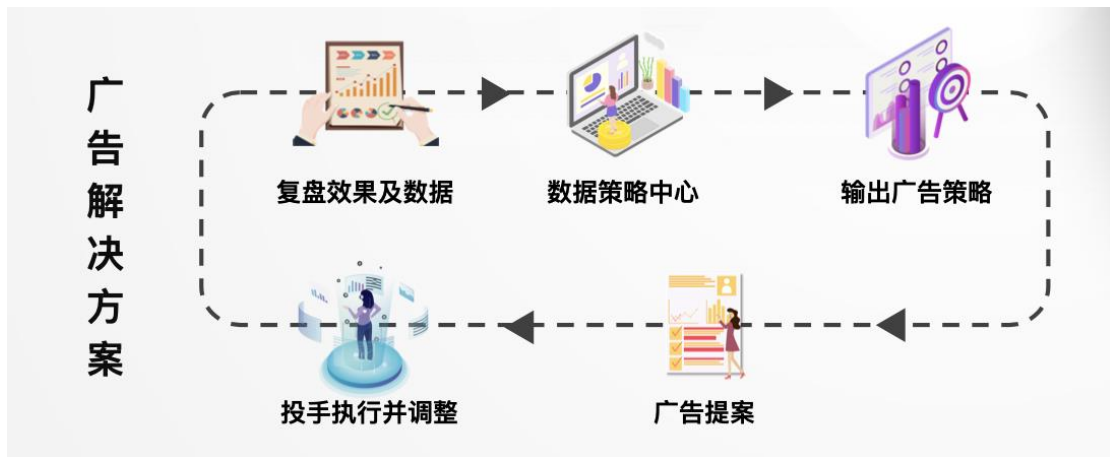 广告解决方案
复盘效果及数据
数据策略中心
输出广告策略
投手执行并调整
广告提案